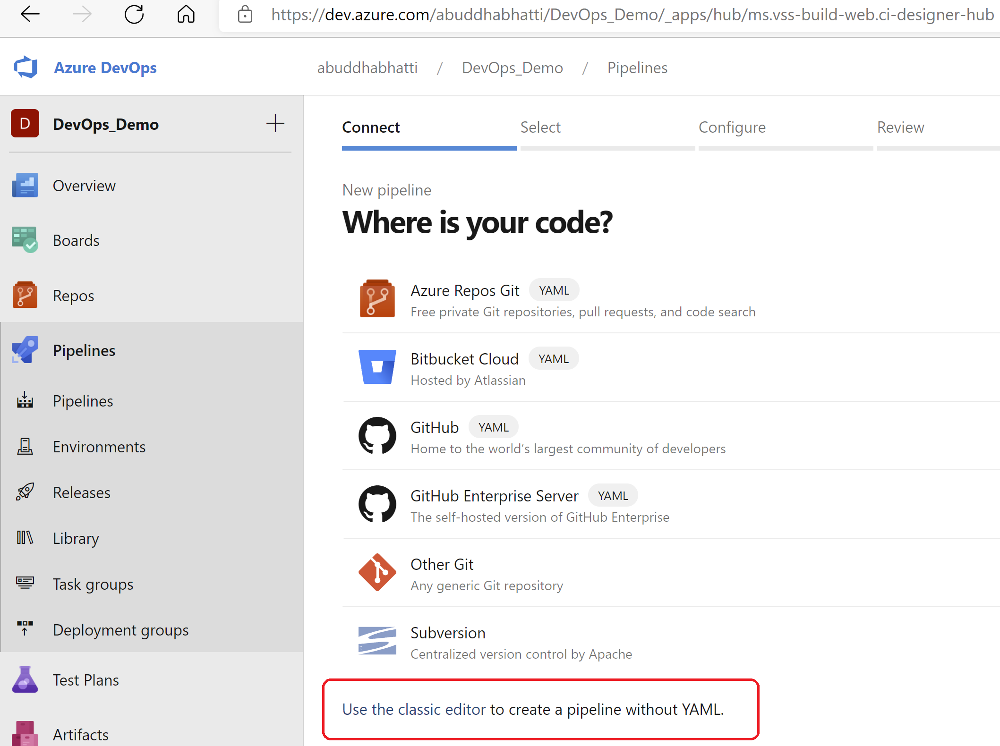 https://dev.azure.com/abuddhabhatti/DevOps_Demo/_apps/hub/ms.vss-build-web.ci-designer-hub
Azure DevOps
abuddhabhatti / DevOps_Demo / Pipelines
D
DevOps_Demo
Overview
Boards
Repos
Pipelines
Pipelines
Environments
Releases
Library
Task groups
Deployment groups
Test Plans
Artifacts
Connect
Select
Configure
Review
New pipeline
Where is your code?
Azure Repos Git YAML
Free private Git repositories, pull requests, and code search
Bitbucket Cloud YAML
Hosted by Atlassian
GitHub YAML
Home to the world’s largest community of developers
GitHub Enterprise Server YAML
The self-hosted version of GitHub Enterprise
Other Git
Any generic Git repository
Subversion
Centralized version control by Apache
Use the classic editor to create a pipeline without YAML.